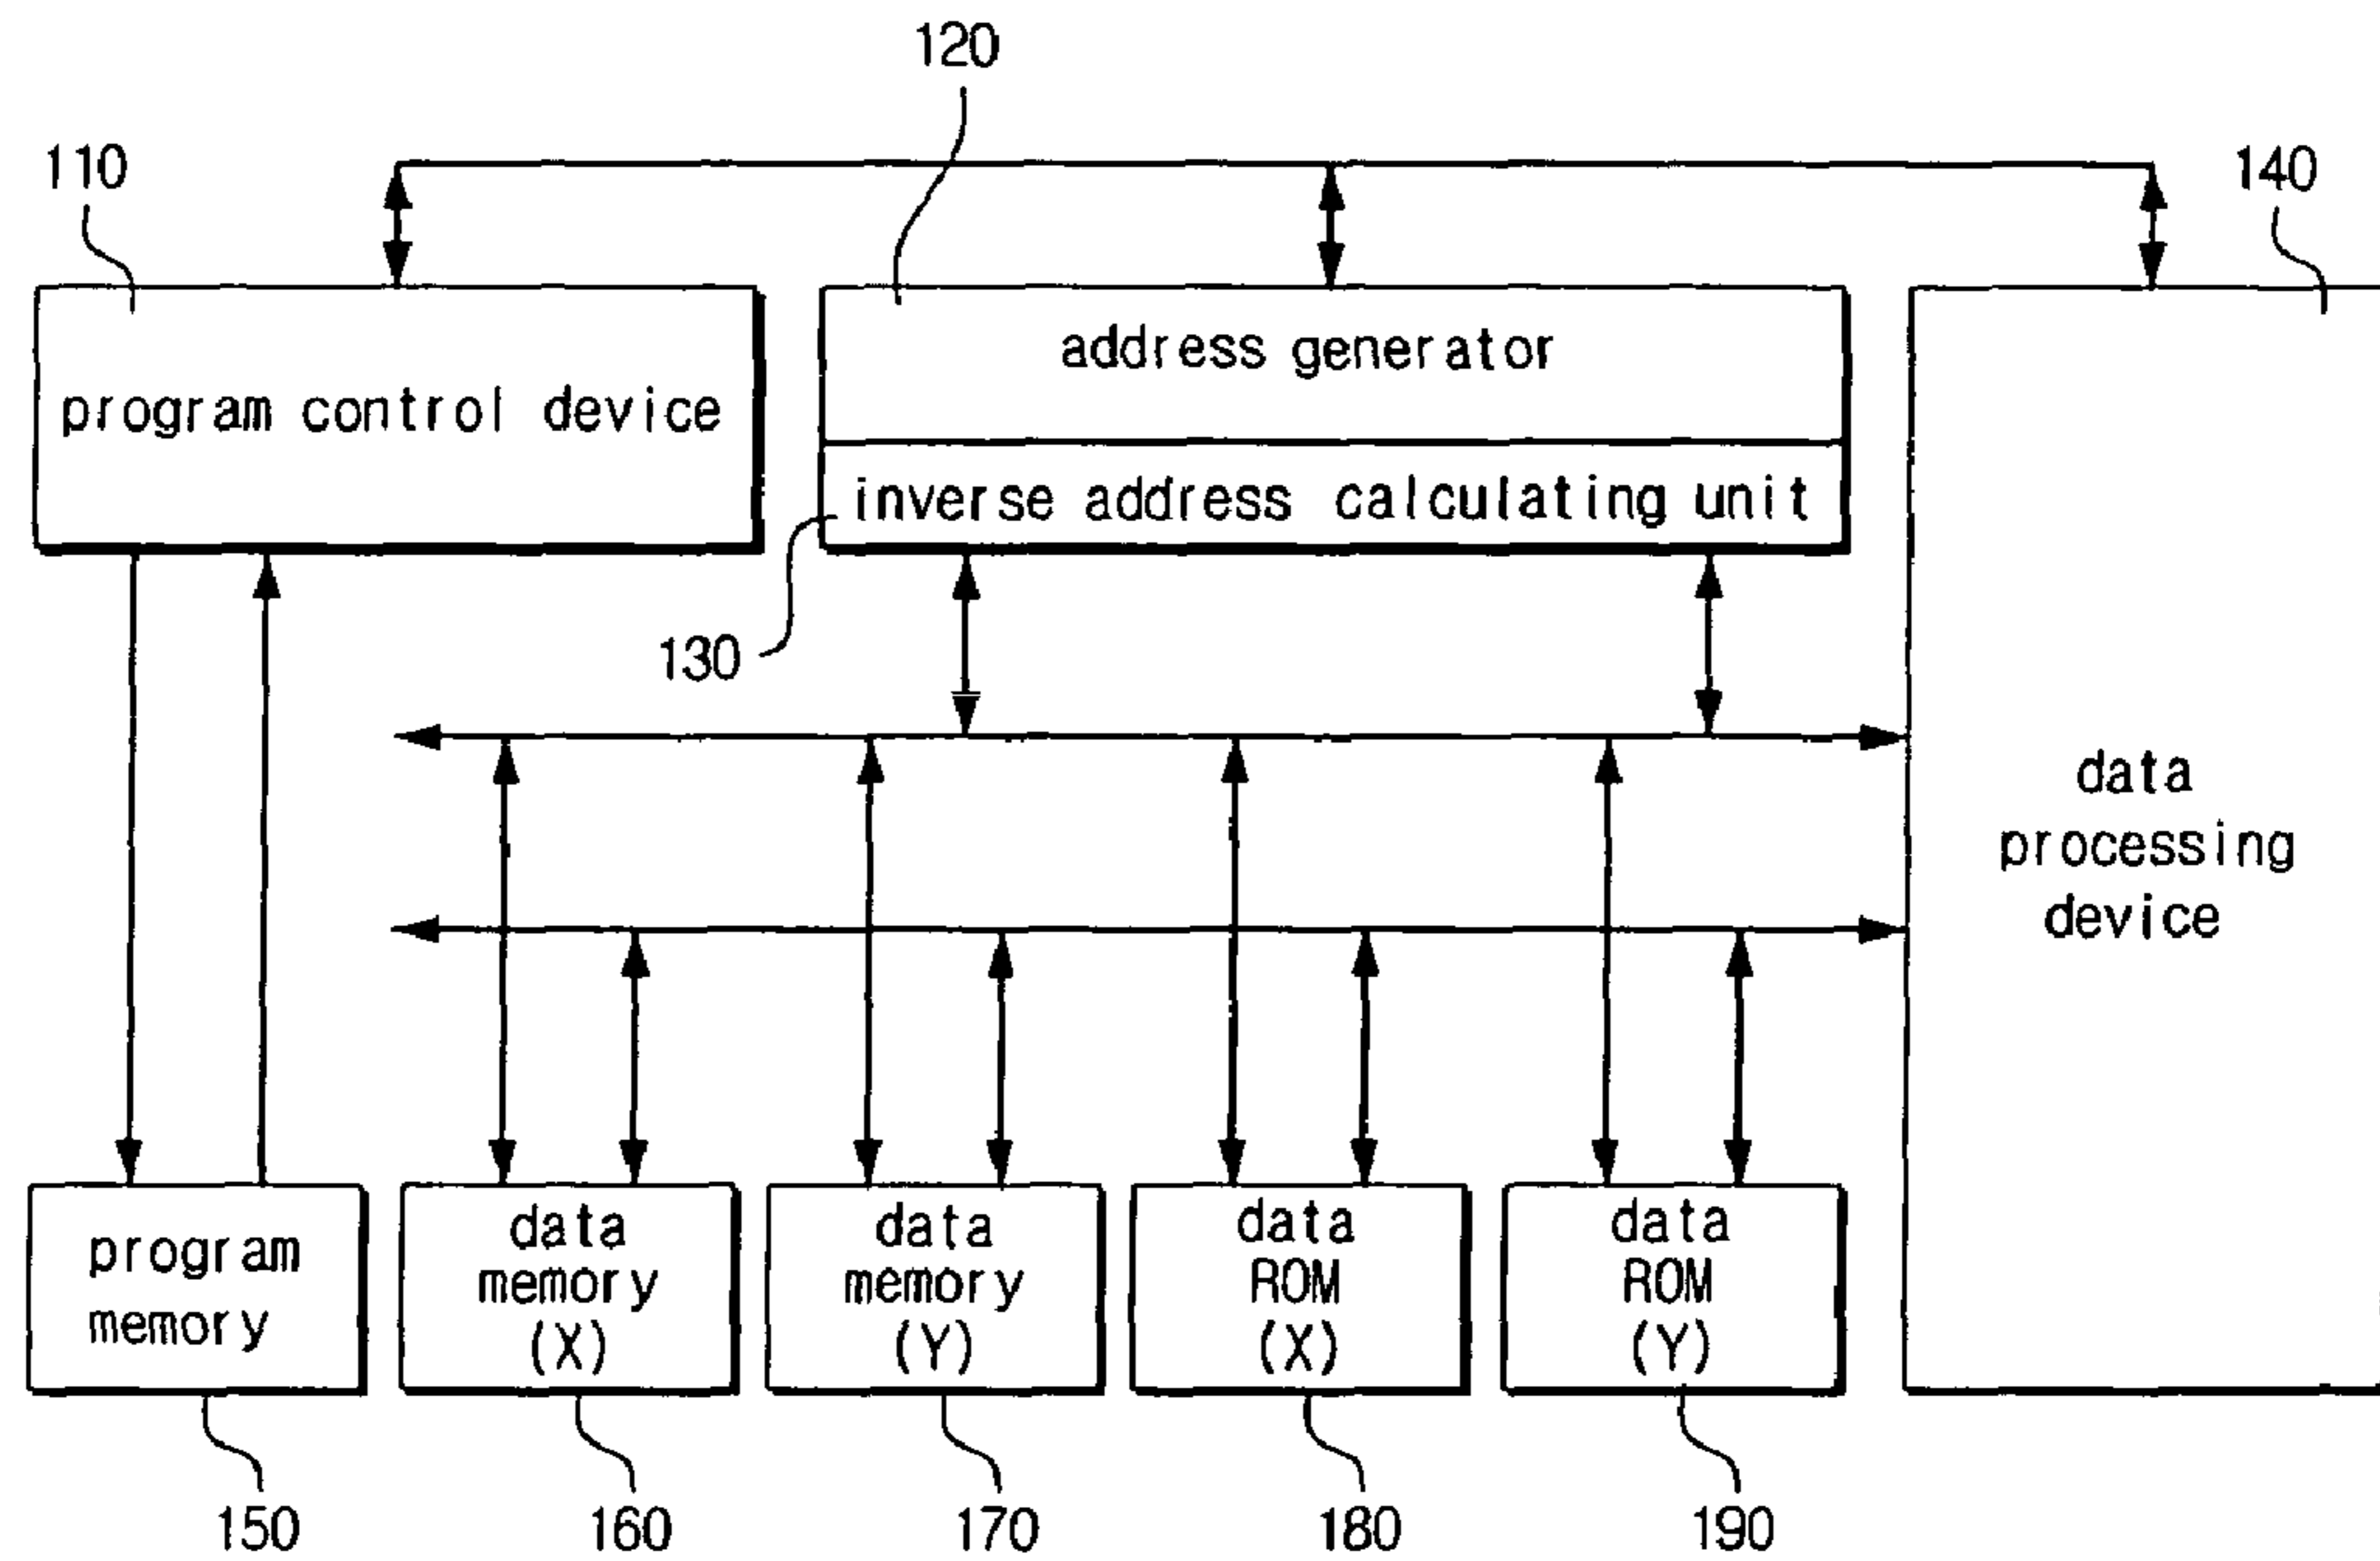 120
110
140
address generator
program control device
inverse address calculating unit
130
data
processing
device
program
memory
data
memory
(X)
data
memory
(Y)
data
ROM
(X)
data
ROM
(Y)
150
160
170
180
190